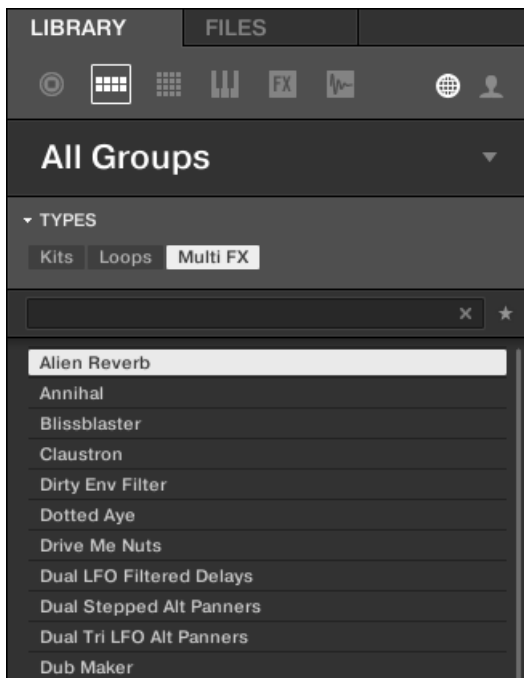 LIBRARY FILES
FX
All Groups
TYPES
Kits Loops Multi FX
Alien Reverb
Annihal
Blissblaster
Claustron
Dirty Env Filter
Dotted Aye
Drive Me Nuts
Dual LFO Filtered Delays
Dual Stepped Alt Panners
Dual Tri LFO Alt Panners
Dub Maker